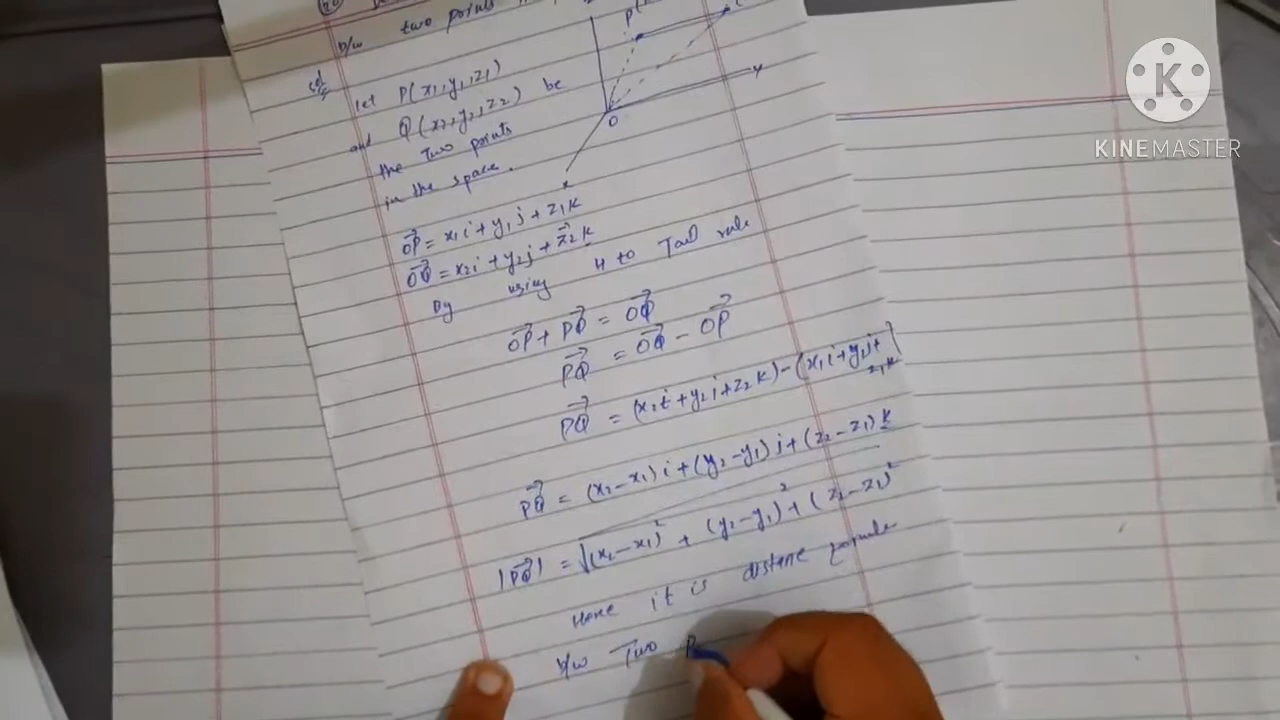 b/w two points
Sol
let P(x₁,y₁,z₁)
and Q(x₂,y₂,z₂) be
the Two points
in the space.
P(
Y
O
x
OP⃗ = x₁i + y₁j + z₁k
OQ⃗ = x₂i + y₂j + z⃗₂k
By using H to Tail rule
OP⃗ + PQ⃗ = OQ⃗
PQ⃗ = OQ⃗ - OP⃗
PQ⃗ = (x₂i + y₂j + z₂k) - (x₁i + y₁j + z₁k)
PQ⃗ = (x₂-x₁)i + (y₂-y₁)j + (z₂-z₁)k
|PQ⃗| = √(x₂-x₁)² + (y₂-y₁)² + (z₂-z₁)²
Hence it is distance formula
b/w Two P
K
KINEMASTER